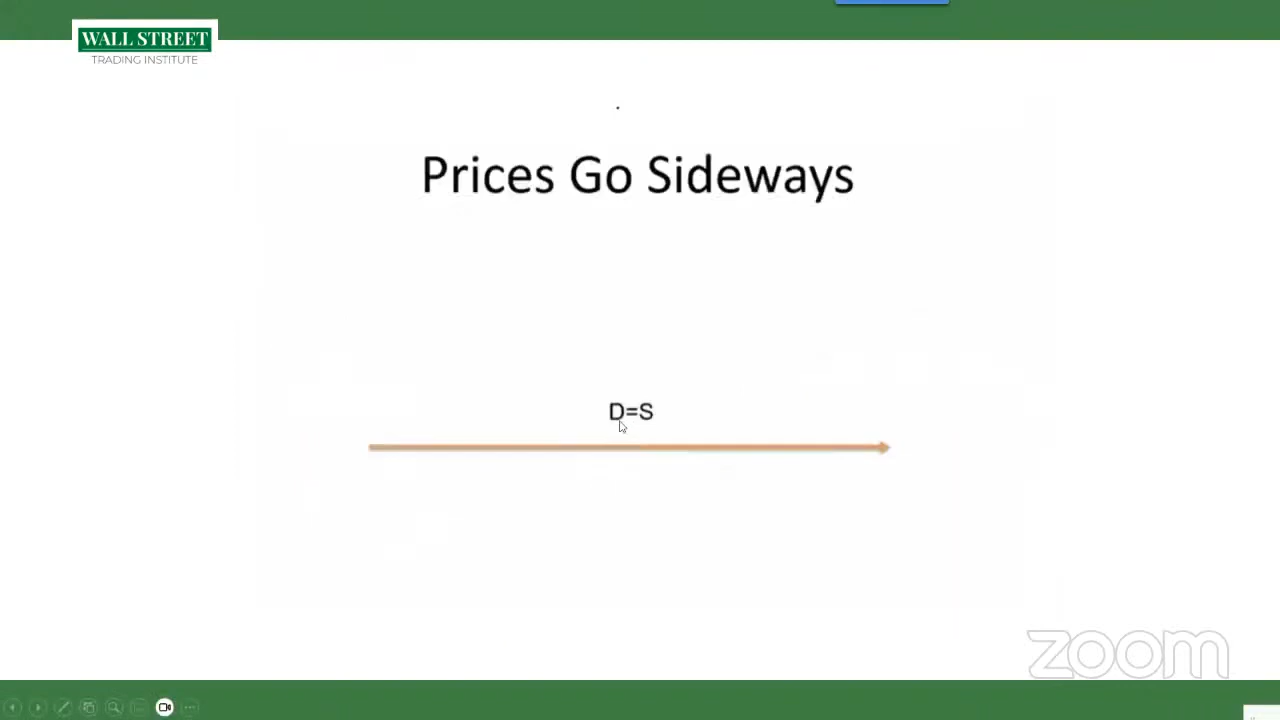 WALL STREET
TRADING INSTITUTE
Prices Go Sideways
D=S
zoom